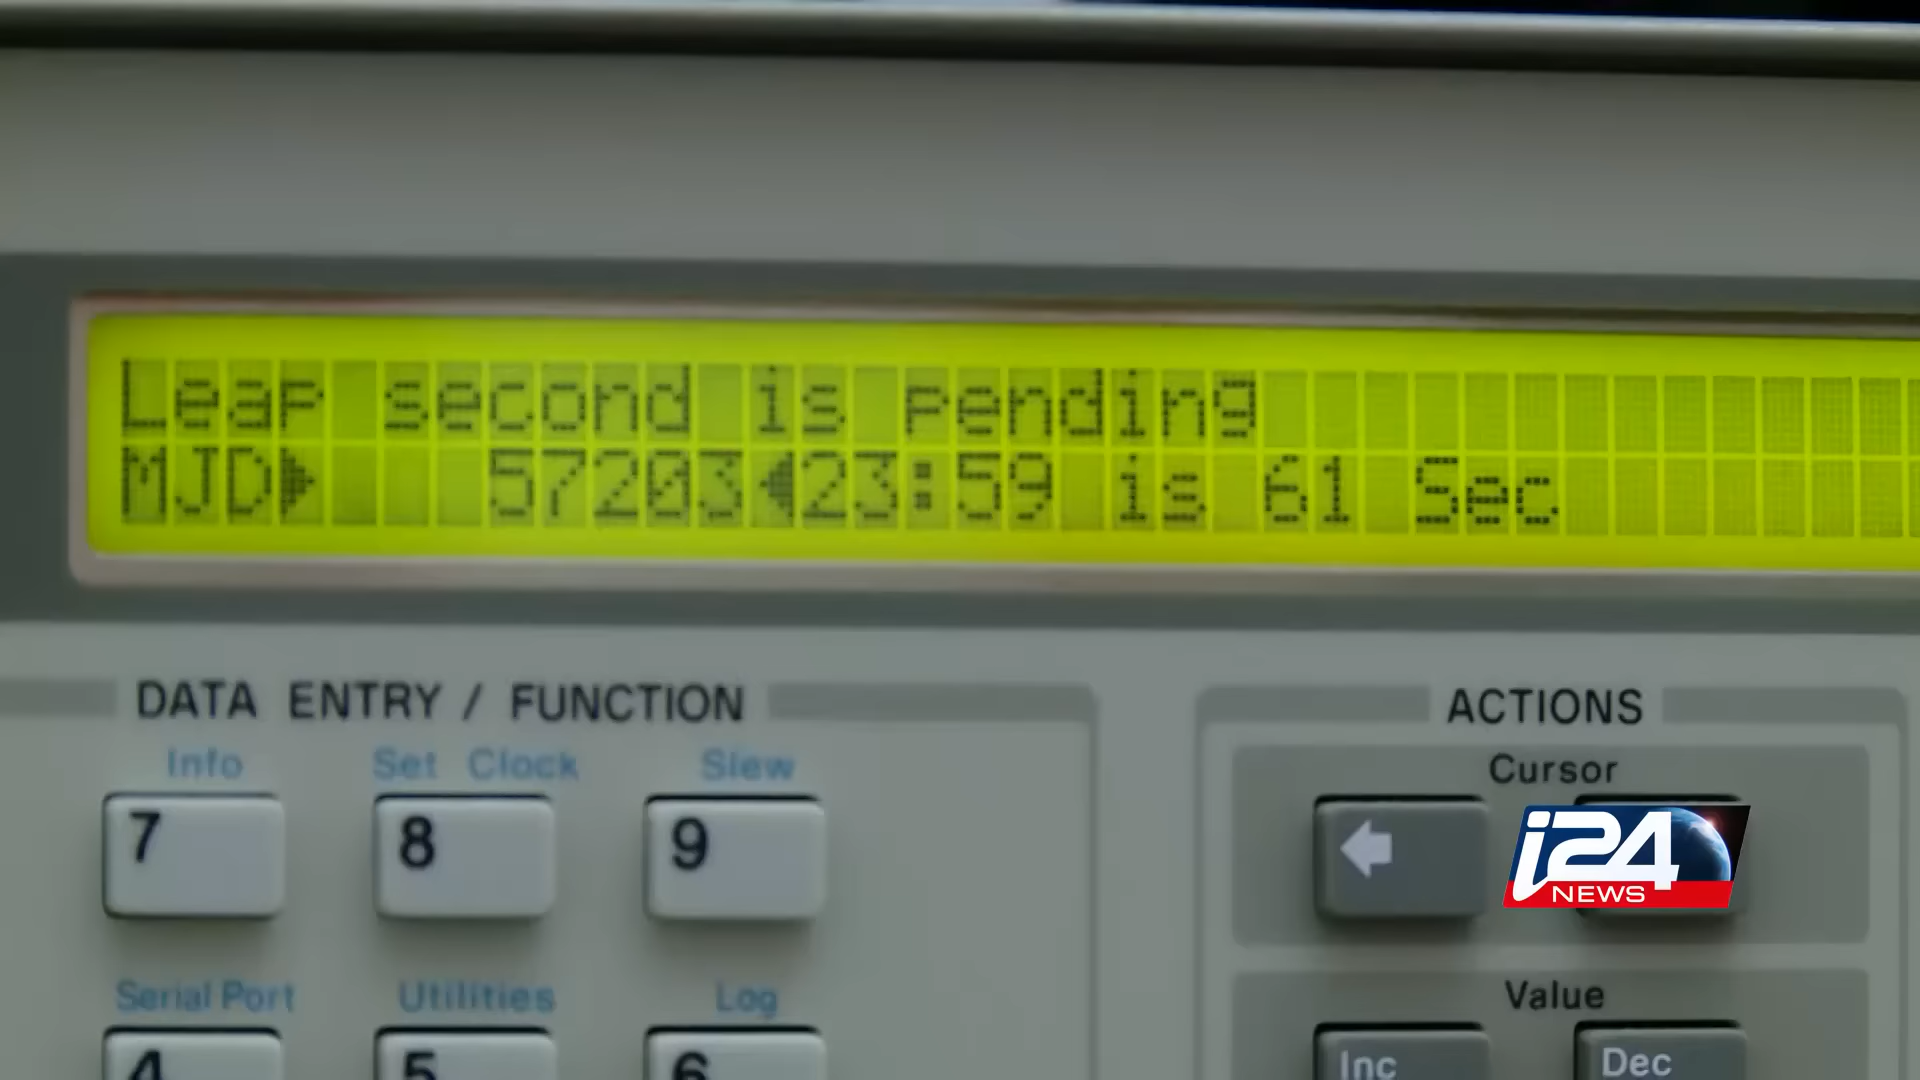 Leap second is pending
MJD▶ 57203◀23:59 is 61 Sec
DATA ENTRY / FUNCTION
ACTIONS
Info
Set Clock
Slew
Cursor
7
8
9
i24
NEWS
Serial Port
Utilities
Log
Value
4
5
6
Inc
Dec